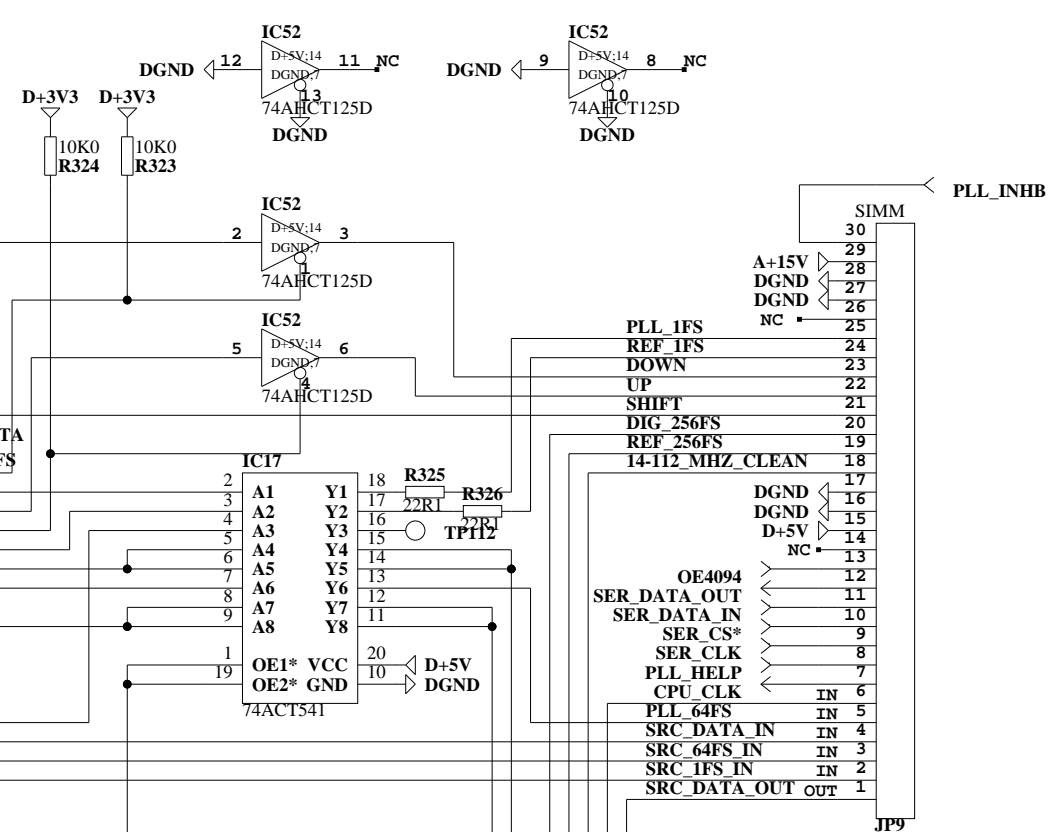 IC52
D+5V;14
DGND;7
12
11
NC
DGND
13
74AHCT125D
DGND
IC52
D+5V;14
DGND;7
9
8
NC
DGND
10
74AHCT125D
DGND
D+3V3
D+3V3
10K0
R324
10K0
R323
IC52
2
D+5V;14
3
DGND;7
1
74AHCT125D
IC52
5
D+5V;14
6
DGND;7
4
74AHCT125D
TA
FS
IC17
2 A1 Y1 18
3 A2 Y2 17
4 A3 Y3 16
5 A4 Y4 15
6 A5 Y5 14
7 A6 Y6 13
8 A7 Y7 12
9 A8 Y8 11
1 OE1* VCC 20 D+5V
19 OE2* GND 10 DGND
74ACT541
R325
22R1
R326
22R1
TP112
PLL_INHB
SIMM
30
29
A+15V 28
DGND 27
DGND 26
NC 25
PLL_1FS 24
REF_1FS 23
DOWN 22
UP 21
SHIFT 20
DIG_256FS 19
REF_256FS 18
14-112_MHZ_CLEAN 17
DGND 16
DGND 15
D+5V 14
NC 13
OE4094 12
SER_DATA_OUT 11
SER_DATA_IN 10
SER_CS* 9
SER_CLK 8
PLL_HELP 7
CPU_CLK IN 6
PLL_64FS IN 5
SRC_DATA_IN IN 4
SRC_64FS_IN IN 3
SRC_1FS_IN IN 2
SRC_DATA_OUT OUT 1
JP9